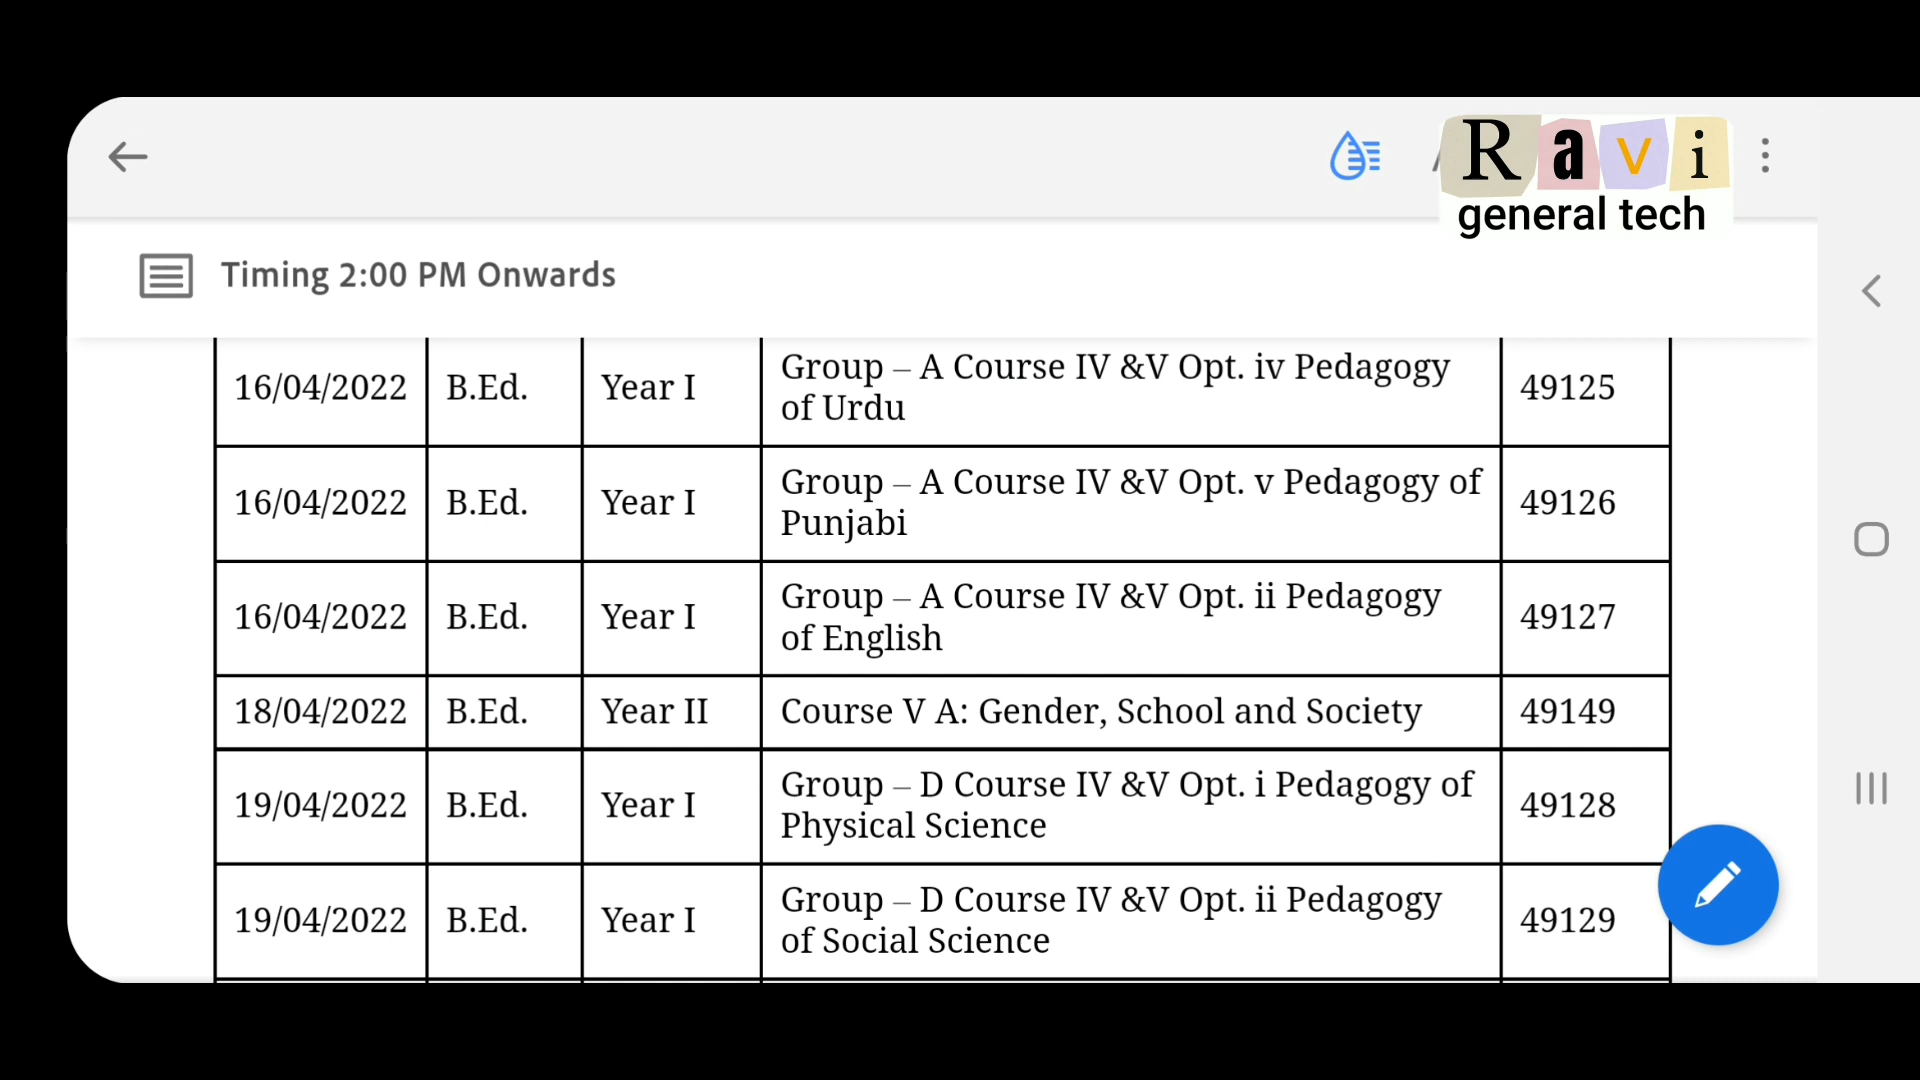 Ravi
general tech
Timing 2:00 PM Onwards
16/04/2022 B.Ed. Year I Group – A Course IV &V Opt. iv Pedagogy of Urdu 49125
16/04/2022 B.Ed. Year I Group – A Course IV &V Opt. v Pedagogy of Punjabi 49126
16/04/2022 B.Ed. Year I Group – A Course IV &V Opt. ii Pedagogy of English 49127
18/04/2022 B.Ed. Year II Course V A: Gender, School and Society 49149
19/04/2022 B.Ed. Year I Group – D Course IV &V Opt. i Pedagogy of Physical Science 49128
19/04/2022 B.Ed. Year I Group – D Course IV &V Opt. ii Pedagogy of Social Science 49129